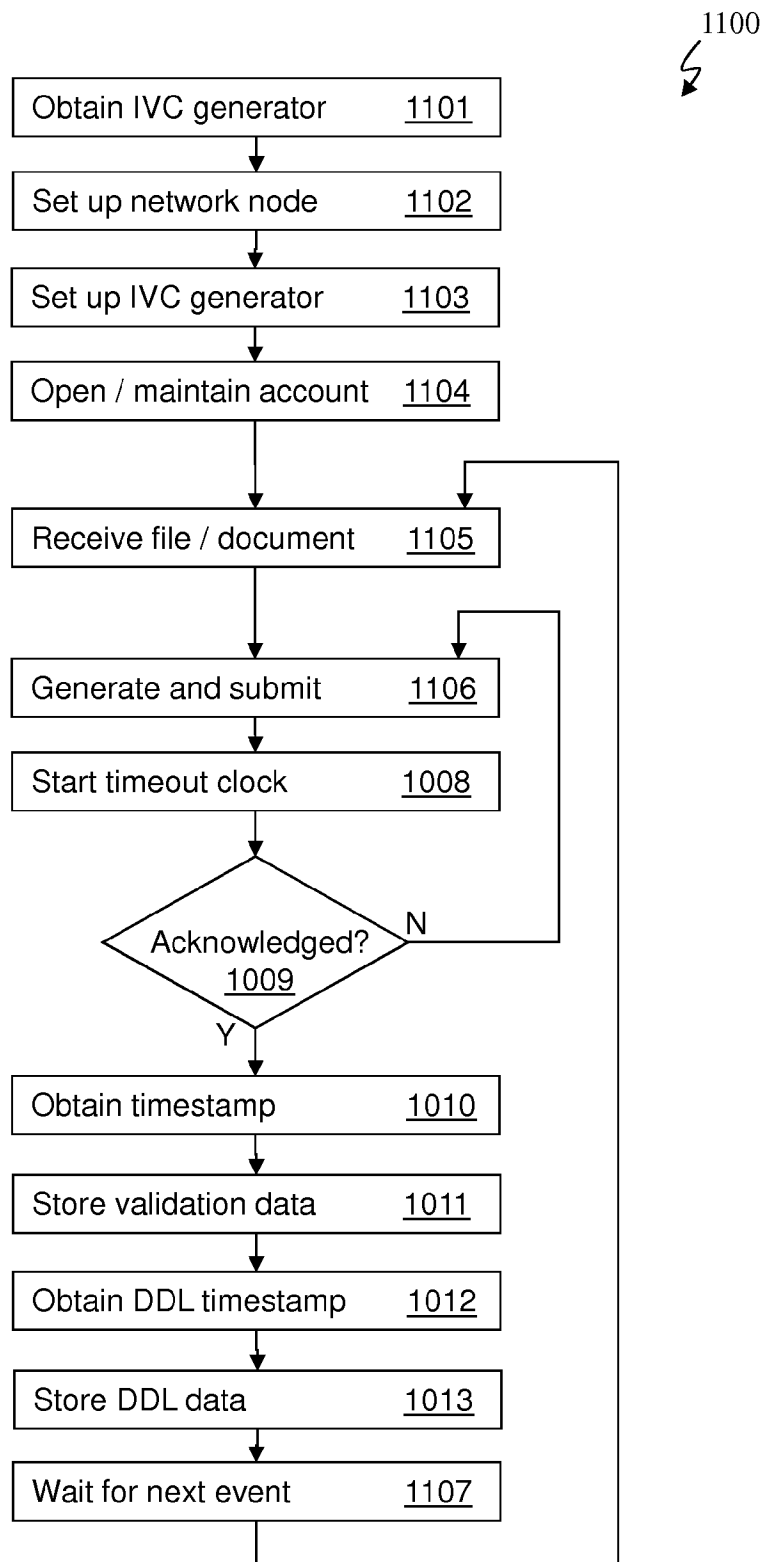 1100
Obtain IVC generator 1101
Set up network node 1102
Set up IVC generator 1103
Open / maintain account 1104
Receive file / document 1105
Generate and submit 1106
Start timeout clock 1008
Acknowledged? N
1009
Y
Obtain timestamp 1010
Store validation data 1011
Obtain DDL timestamp 1012
Store DDL data 1013
Wait for next event 1107